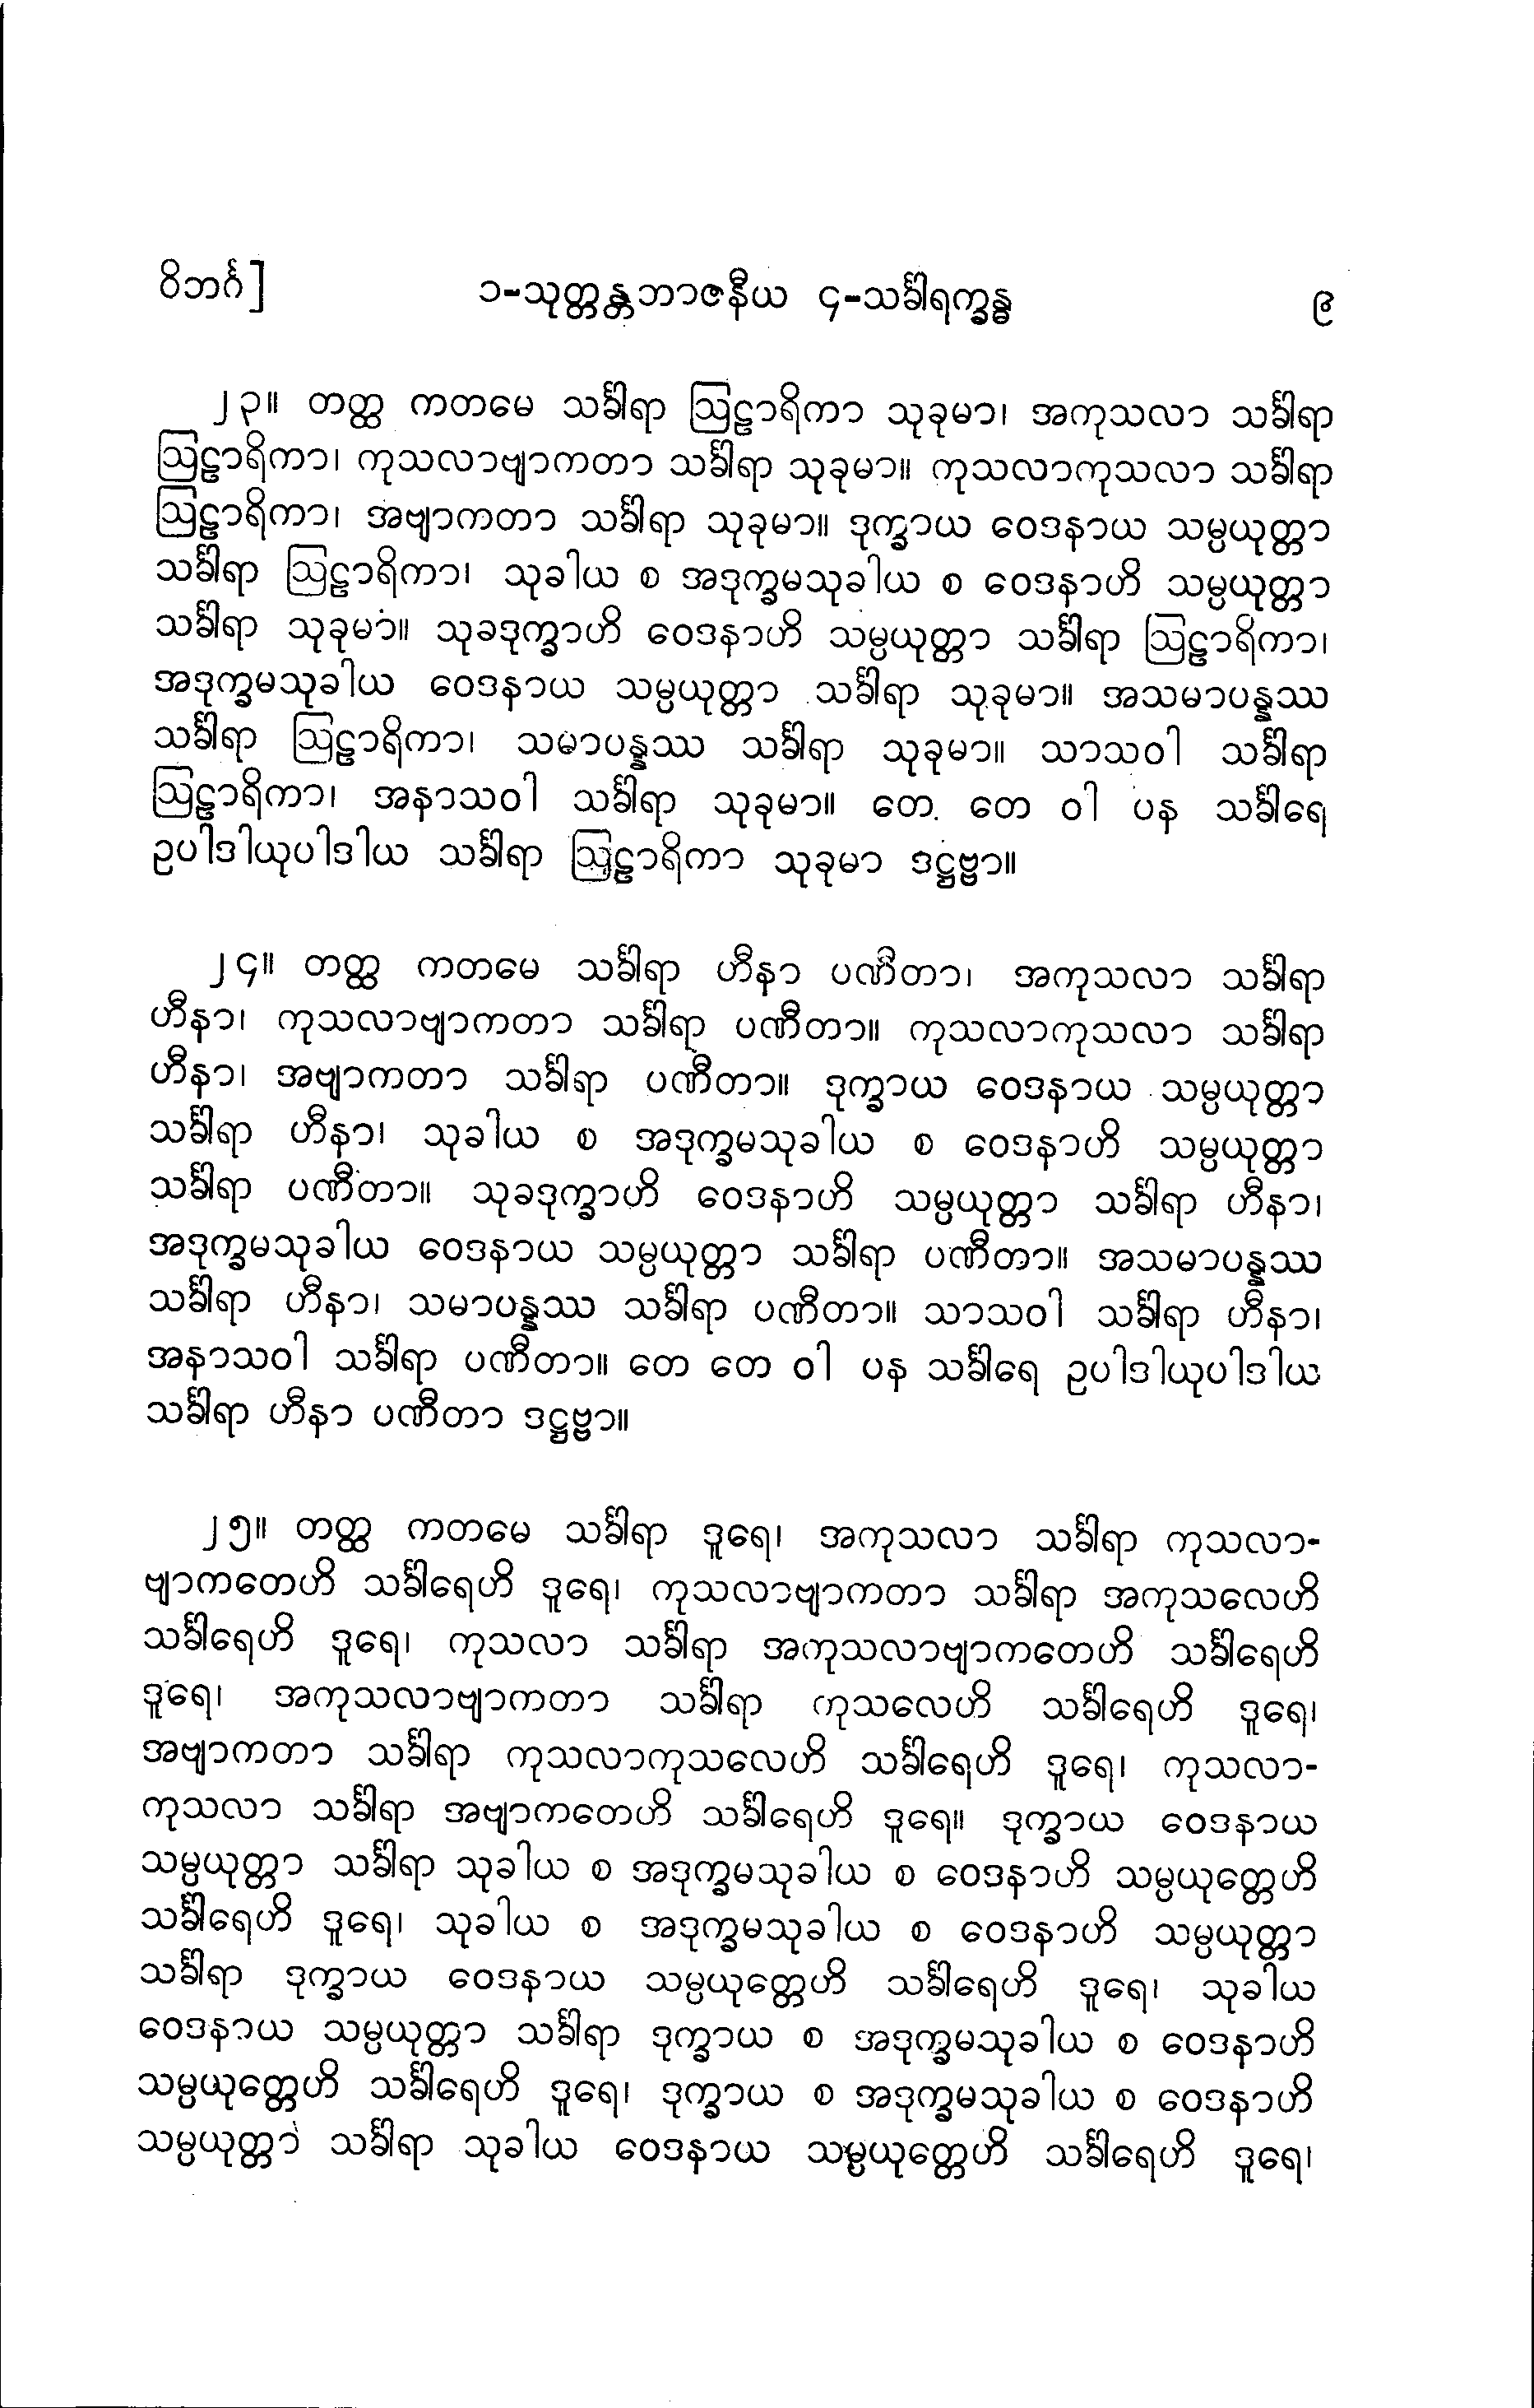 ဝိဘင်္ဂ]
၁-သုတ္တန္တဘာဇနီယ ၄-သင်္ခါရက္ခန္ဓ
၉
၂၃။ တတ္ထ ကတမေ သင်္ခါရာ ဩဠာရိကာ သုခုမာ၊ အကုသလာ သင်္ခါရာ
ဩဠာရိကာ၊ ကုသလာဗျာကတာ သင်္ခါရာ သုခုမာ။ ကုသလာကုသလာ သင်္ခါရာ
ဩဠာရိကာ၊ အဗျာကတာ သင်္ခါရာ သုခုမာ။ ဒုက္ခာယ ဝေဒနာယ သမ္ပယုတ္တာ
သင်္ခါရာ ဩဠာရိကာ၊ သုခါယ စ အဒုက္ခမသုခါယ စ ဝေဒနာဟိ သမ္ပယုတ္တာ
သင်္ခါရာ သုခုမာ။ သုခဒုက္ခာဟိ ဝေဒနာဟိ သမ္ပယုတ္တာ သင်္ခါရာ ဩဠာရိကာ၊
အဒုက္ခမသုခါယ ဝေဒနာယ သမ္ပယုတ္တာ သင်္ခါရာ သုခုမာ။ အသမာပန္နဿ
သင်္ခါရာ ဩဠာရိကာ၊ သမာပန္နဿ သင်္ခါရာ သုခုမာ။ သာသဝါ သင်္ခါရာ
ဩဠာရိကာ၊ အနာသဝါ သင်္ခါရာ သုခုမာ။ တေ တေ ဝါ ပန သင်္ခါရေ
ဥပါဒါယုပါဒါယ သင်္ခါရာ ဩဠာရိကာ သုခုမာ ဒဋ္ဌဗ္ဗာ။
၂၄။ တတ္ထ ကတမေ သင်္ခါရာ ဟီနာ ပဏီတာ၊ အကုသလာ သင်္ခါရာ
ဟီနာ၊ ကုသလာဗျာကတာ သင်္ခါရာ ပဏီတာ။ ကုသလာကုသလာ သင်္ခါရာ
ဟီနာ၊ အဗျာကတာ သင်္ခါရာ ပဏီတာ။ ဒုက္ခာယ ဝေဒနာယ သမ္ပယုတ္တာ
သင်္ခါရာ ဟီနာ၊ သုခါယ စ အဒုက္ခမသုခါယ စ ဝေဒနာဟိ သမ္ပယုတ္တာ
သင်္ခါရာ ပဏီတာ။ သုခဒုက္ခာဟိ ဝေဒနာဟိ သမ္ပယုတ္တာ သင်္ခါရာ ဟီနာ၊
အဒုက္ခမသုခါယ ဝေဒနာယ သမ္ပယုတ္တာ သင်္ခါရာ ပဏီတာ။ အသမာပန္နဿ
သင်္ခါရာ ဟီနာ၊ သမာပန္နဿ သင်္ခါရာ ပဏီတာ။ သာသဝါ သင်္ခါရာ ဟီနာ၊
အနာသဝါ သင်္ခါရာ ပဏီတာ။ တေ တေ ဝါ ပန သင်္ခါရေ ဥပါဒါယုပါဒါယ
သင်္ခါရာ ဟီနာ ပဏီတာ ဒဋ္ဌဗ္ဗာ။
၂၅။ တတ္ထ ကတမေ သင်္ခါရာ ဒူရေ၊ အကုသလာ သင်္ခါရာ ကုသလာ-
ဗျာကတေဟိ သင်္ခါရေဟိ ဒူရေ၊ ကုသလာဗျာကတာ သင်္ခါရာ အကုသလေဟိ
သင်္ခါရေဟိ ဒူရေ၊ ကုသလာ သင်္ခါရာ အကုသလာဗျာကတေဟိ သင်္ခါရေဟိ
ဒူရေ၊ အကုသလာဗျာကတာ သင်္ခါရာ ကုသလေဟိ သင်္ခါရေဟိ ဒူရေ၊
အဗျာကတာ သင်္ခါရာ ကုသလာကုသလေဟိ သင်္ခါရေဟိ ဒူရေ၊ ကုသလာ-
ကုသလာ သင်္ခါရာ အဗျာကတေဟိ သင်္ခါရေဟိ ဒူရေ။ ဒုက္ခာယ ဝေဒနာယ
သမ္ပယုတ္တာ သင်္ခါရာ သုခါယ စ အဒုက္ခမသုခါယ စ ဝေဒနာဟိ သမ္ပယုတ္တေဟိ
သင်္ခါရေဟိ ဒူရေ၊ သုခါယ စ အဒုက္ခမသုခါယ စ ဝေဒနာဟိ သမ္ပယုတ္တာ
သင်္ခါရာ ဒုက္ခာယ ဝေဒနာယ သမ္ပယုတ္တေဟိ သင်္ခါရေဟိ ဒူရေ၊ သုခါယ
ဝေဒနာယ သမ္ပယုတ္တာ သင်္ခါရာ ဒုက္ခာယ စ အဒုက္ခမသုခါယ စ ဝေဒနာဟိ
သမ္ပယုတ္တေဟိ သင်္ခါရေဟိ ဒူရေ၊ ဒုက္ခာယ စ အဒုက္ခမသုခါယ စ ဝေဒနာဟိ
သမ္ပယုတ္တာ သင်္ခါရာ သုခါယ ဝေဒနာယ သမ္ပယုတ္တေဟိ သင်္ခါရေဟိ ဒူရေ၊